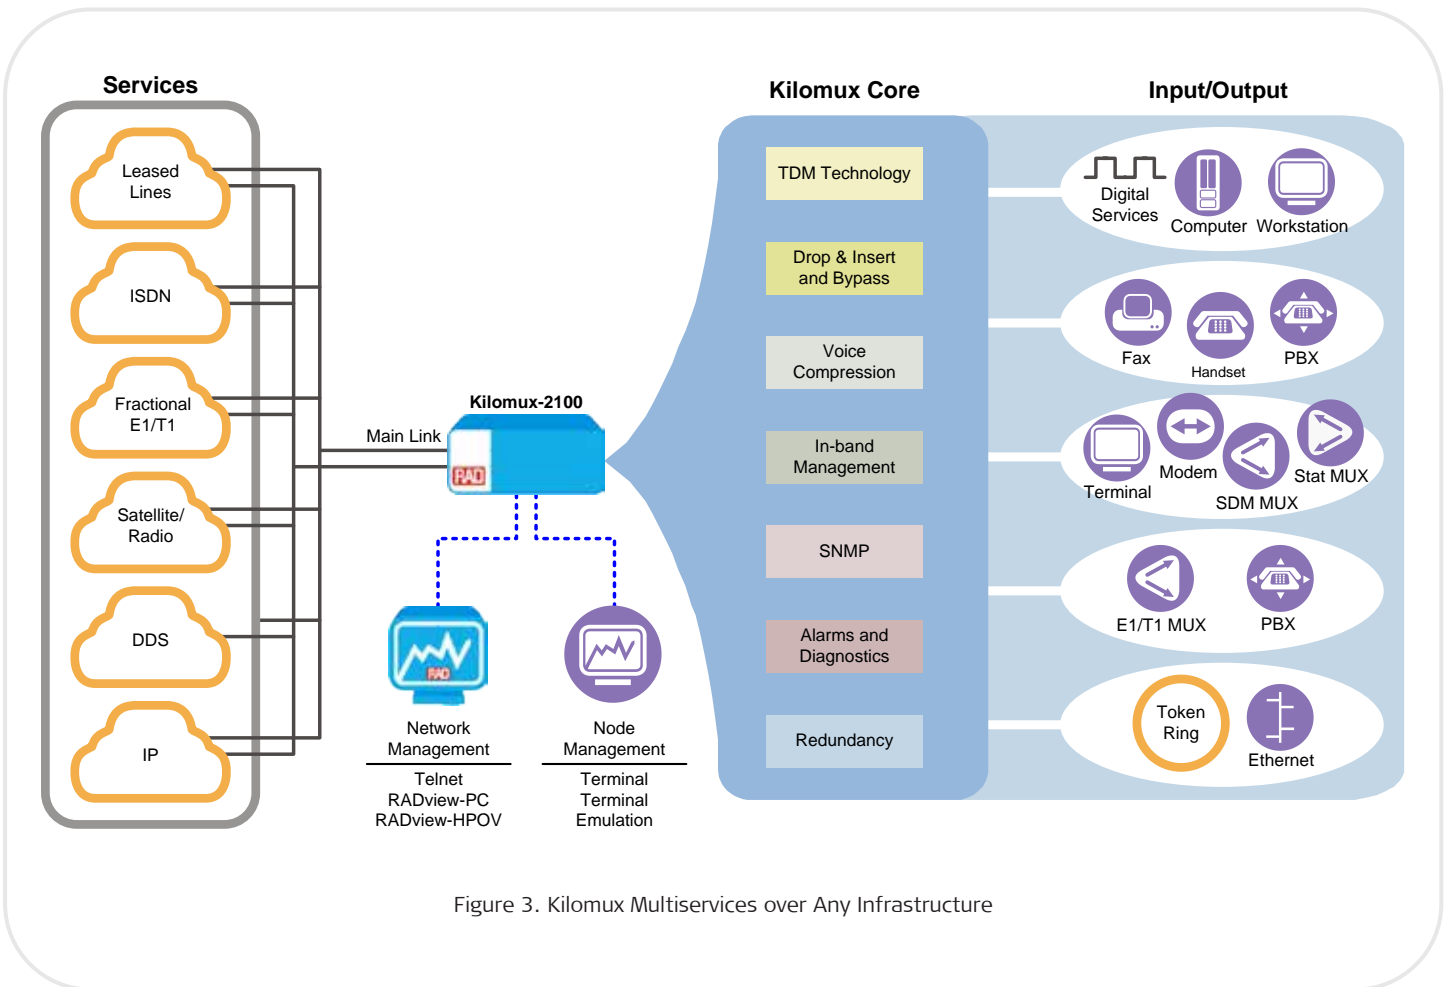 Services
Leased
Lines
ISDN
Fractional
E1/T1
Satellite/
Radio
DDS
IP
Main Link
Kilomux-2100
RAD
RAD
Network
Management
Telnet
RADview-PC
RADview-HPOV
Node
Management
Terminal
Terminal
Emulation
Kilomux Core
TDM Technology
Drop & Insert
and Bypass
Voice
Compression
In-band
Management
SNMP
Alarms and
Diagnostics
Redundancy
Input/Output
Digital
Services
Computer
Workstation
Fax
Handset
PBX
Terminal
Modem
SDM MUX
Stat MUX
E1/T1 MUX
PBX
Token
Ring
Ethernet
Figure 3. Kilomux Multiservices over Any Infrastructure